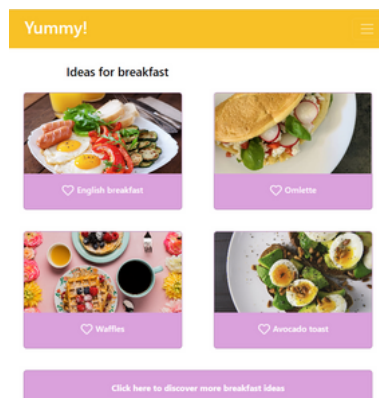 Yummy!
Ideas for breakfast
English breakfast
Omlette
Waffles
Avocado toast
Click here to discover more breakfast ideas